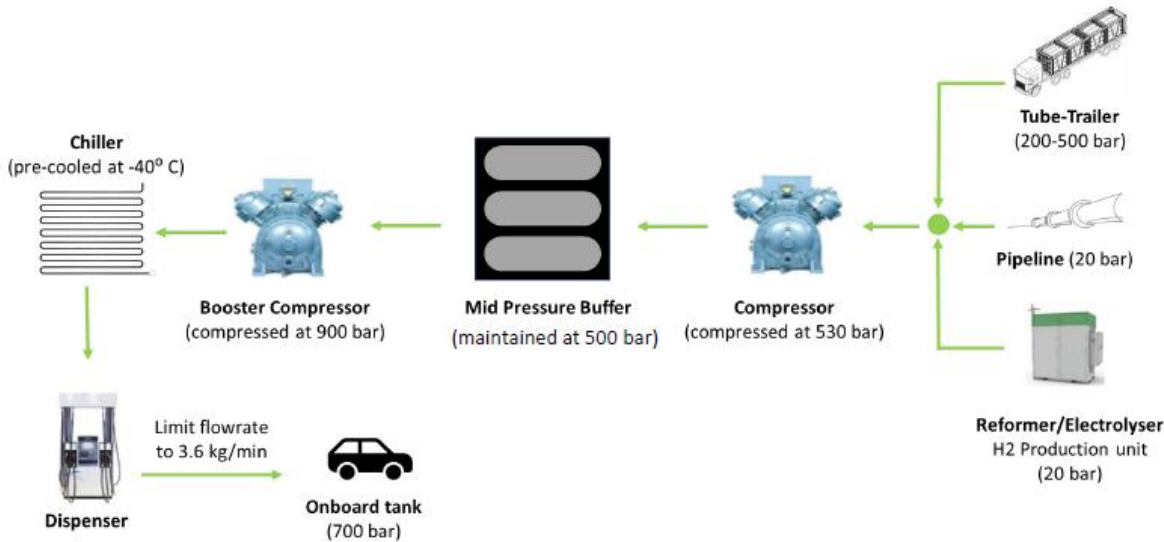 Tube-Trailer
(200-500 bar)
Chiller
(pre-cooled at -40⁰ C)
Pipeline (20 bar)
Booster Compressor
(compressed at 900 bar)
Mid Pressure Buffer
(maintained at 500 bar)
Compressor
(compressed at 530 bar)
Reformer/Electrolyser
H2 Production unit
(20 bar)
Limit flowrate
to 3.6 kg/min
Dispenser
Onboard tank
(700 bar)